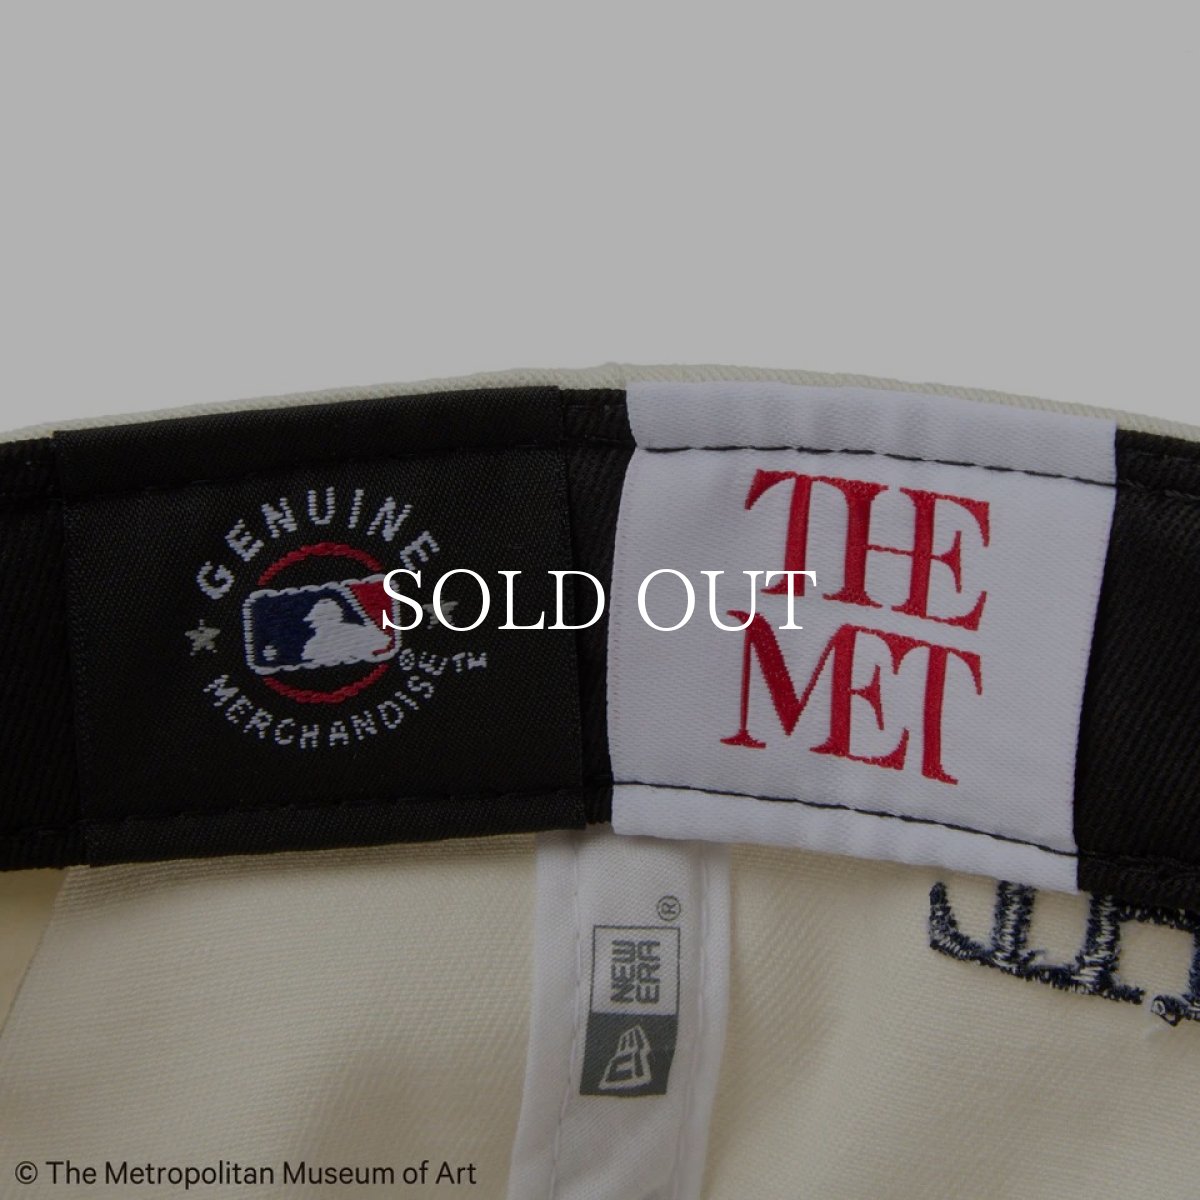 GENUINE
MERCHANDISE
SOLD OUT
THE
MET
NEW
ERA
®
© The Metropolitan Museum of Art